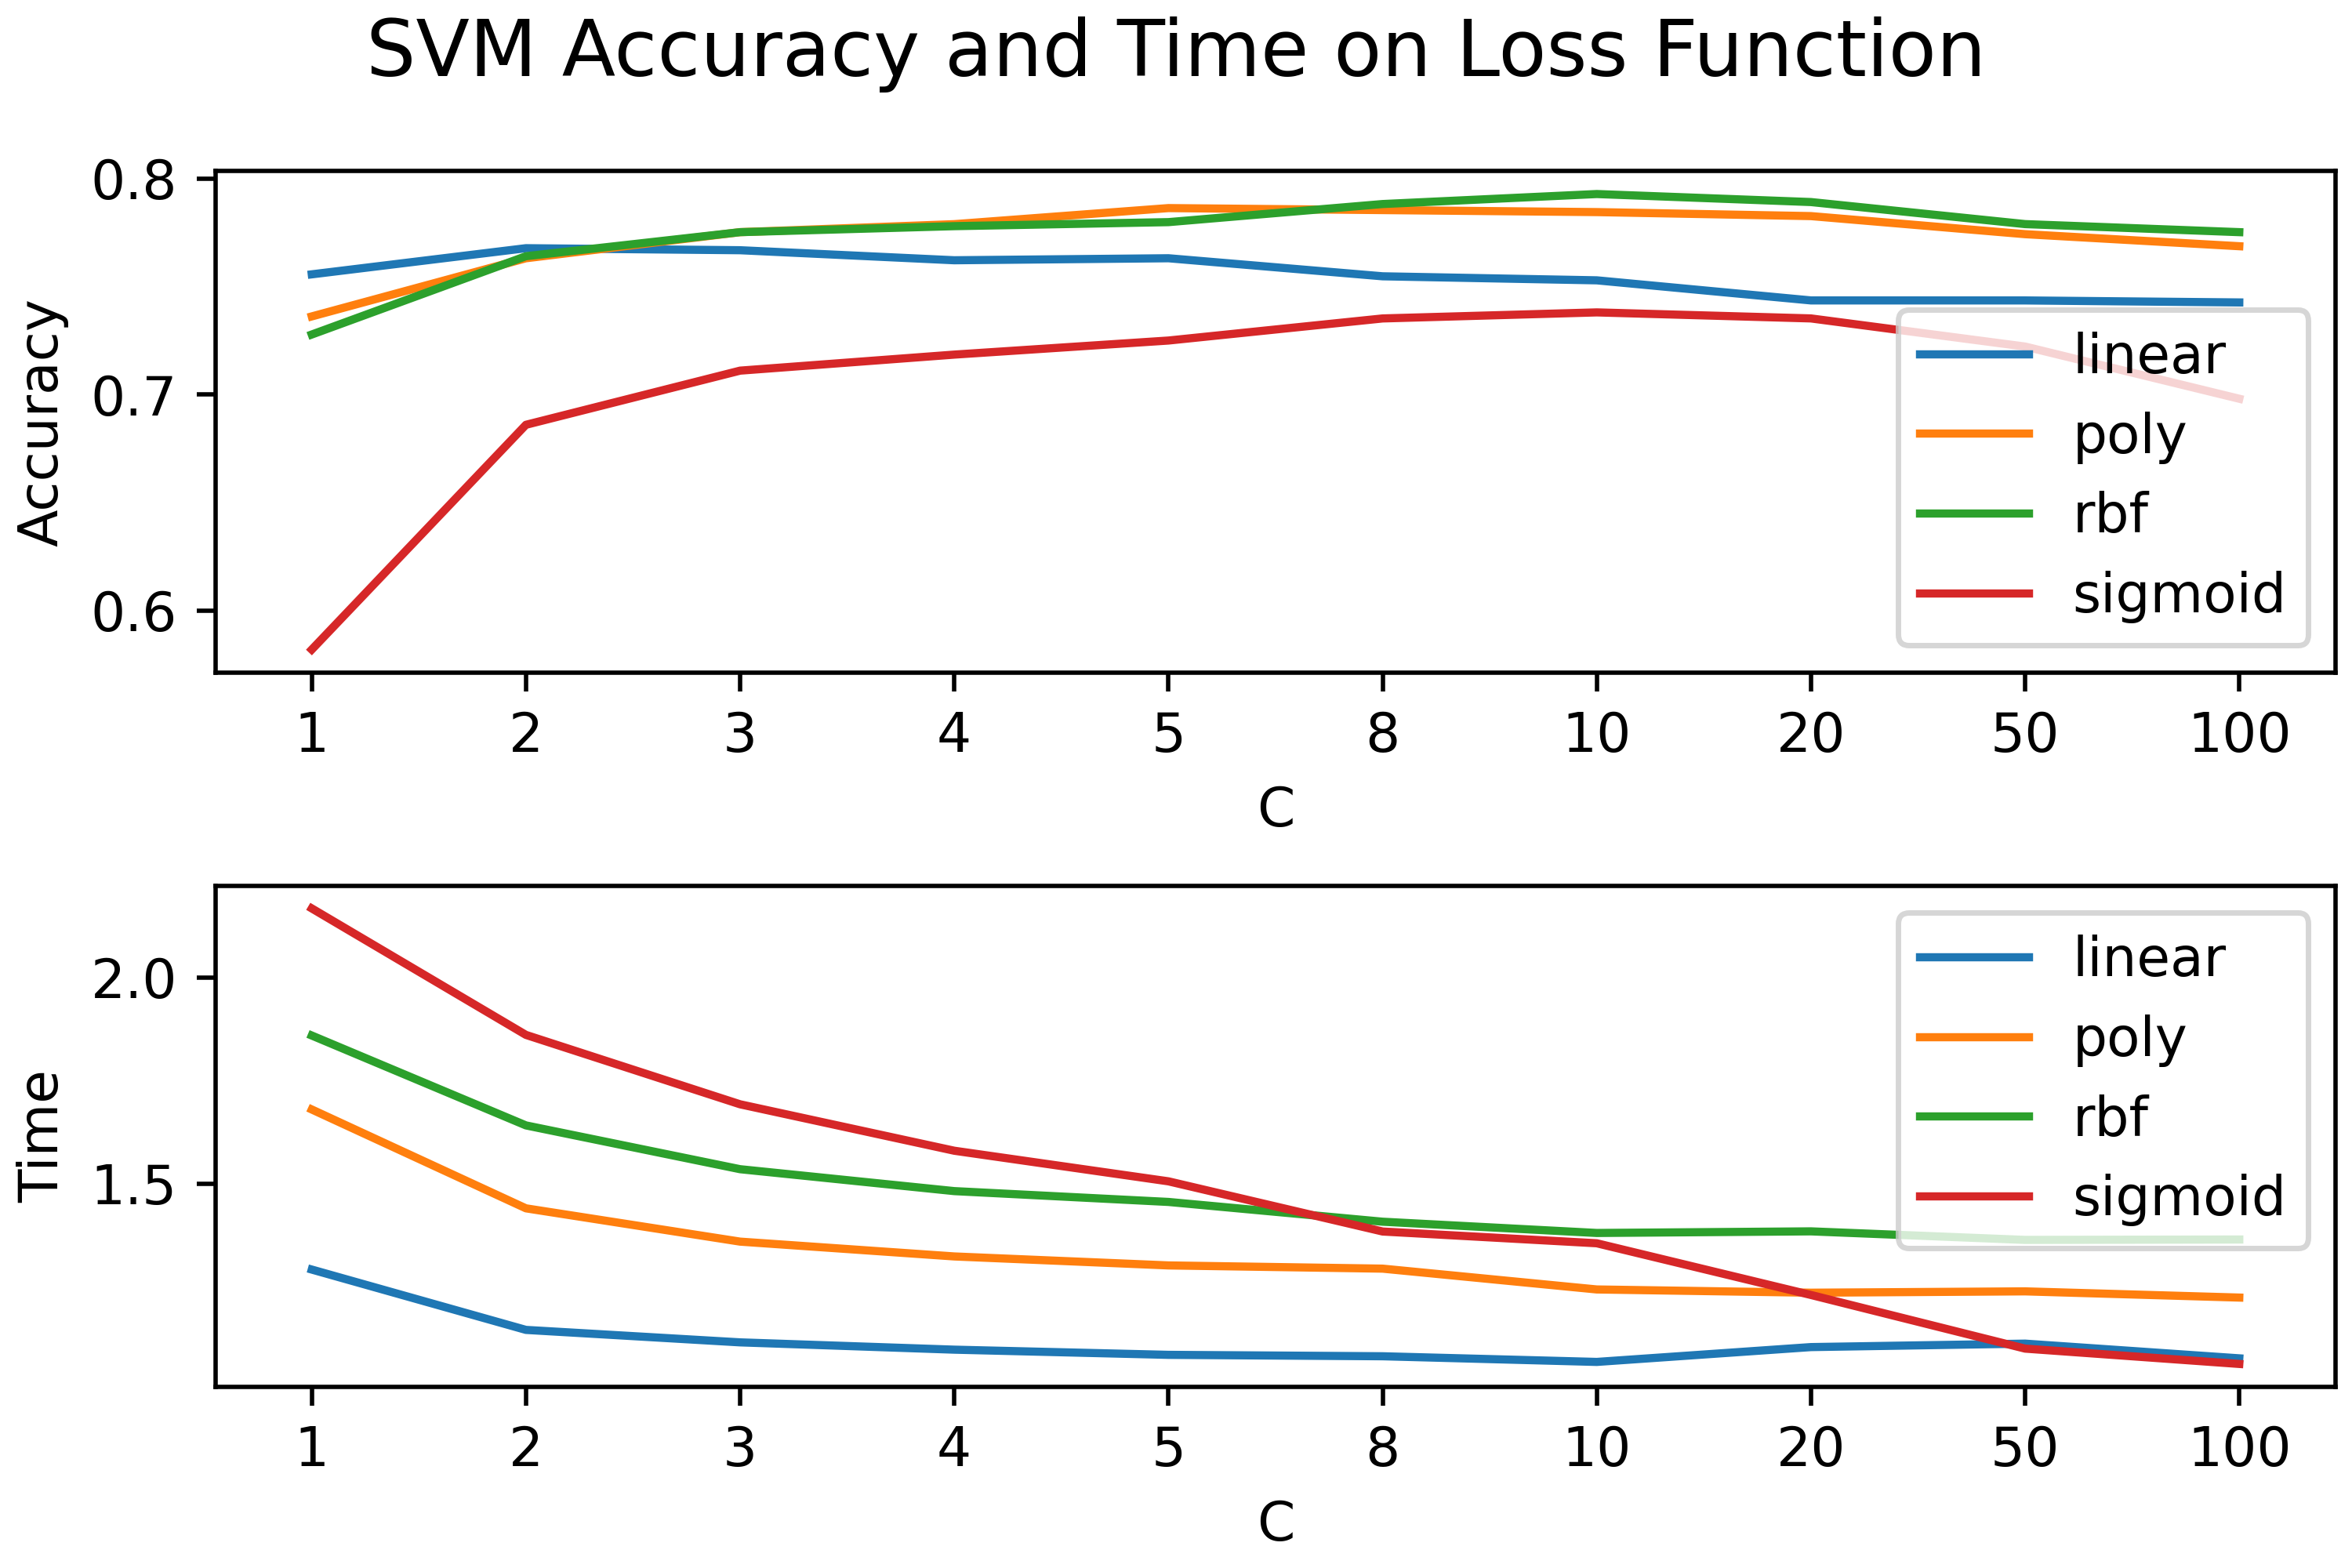 SVM Accuracy and Time on Loss Function
0.8
0.7
0.6
Accuracy
linear
poly
rbf
sigmoid
1 2 3 4 5 8 10 20 50 100
C
2.0
1.5
Time
linear
poly
rbf
sigmoid
1 2 3 4 5 8 10 20 50 100
C